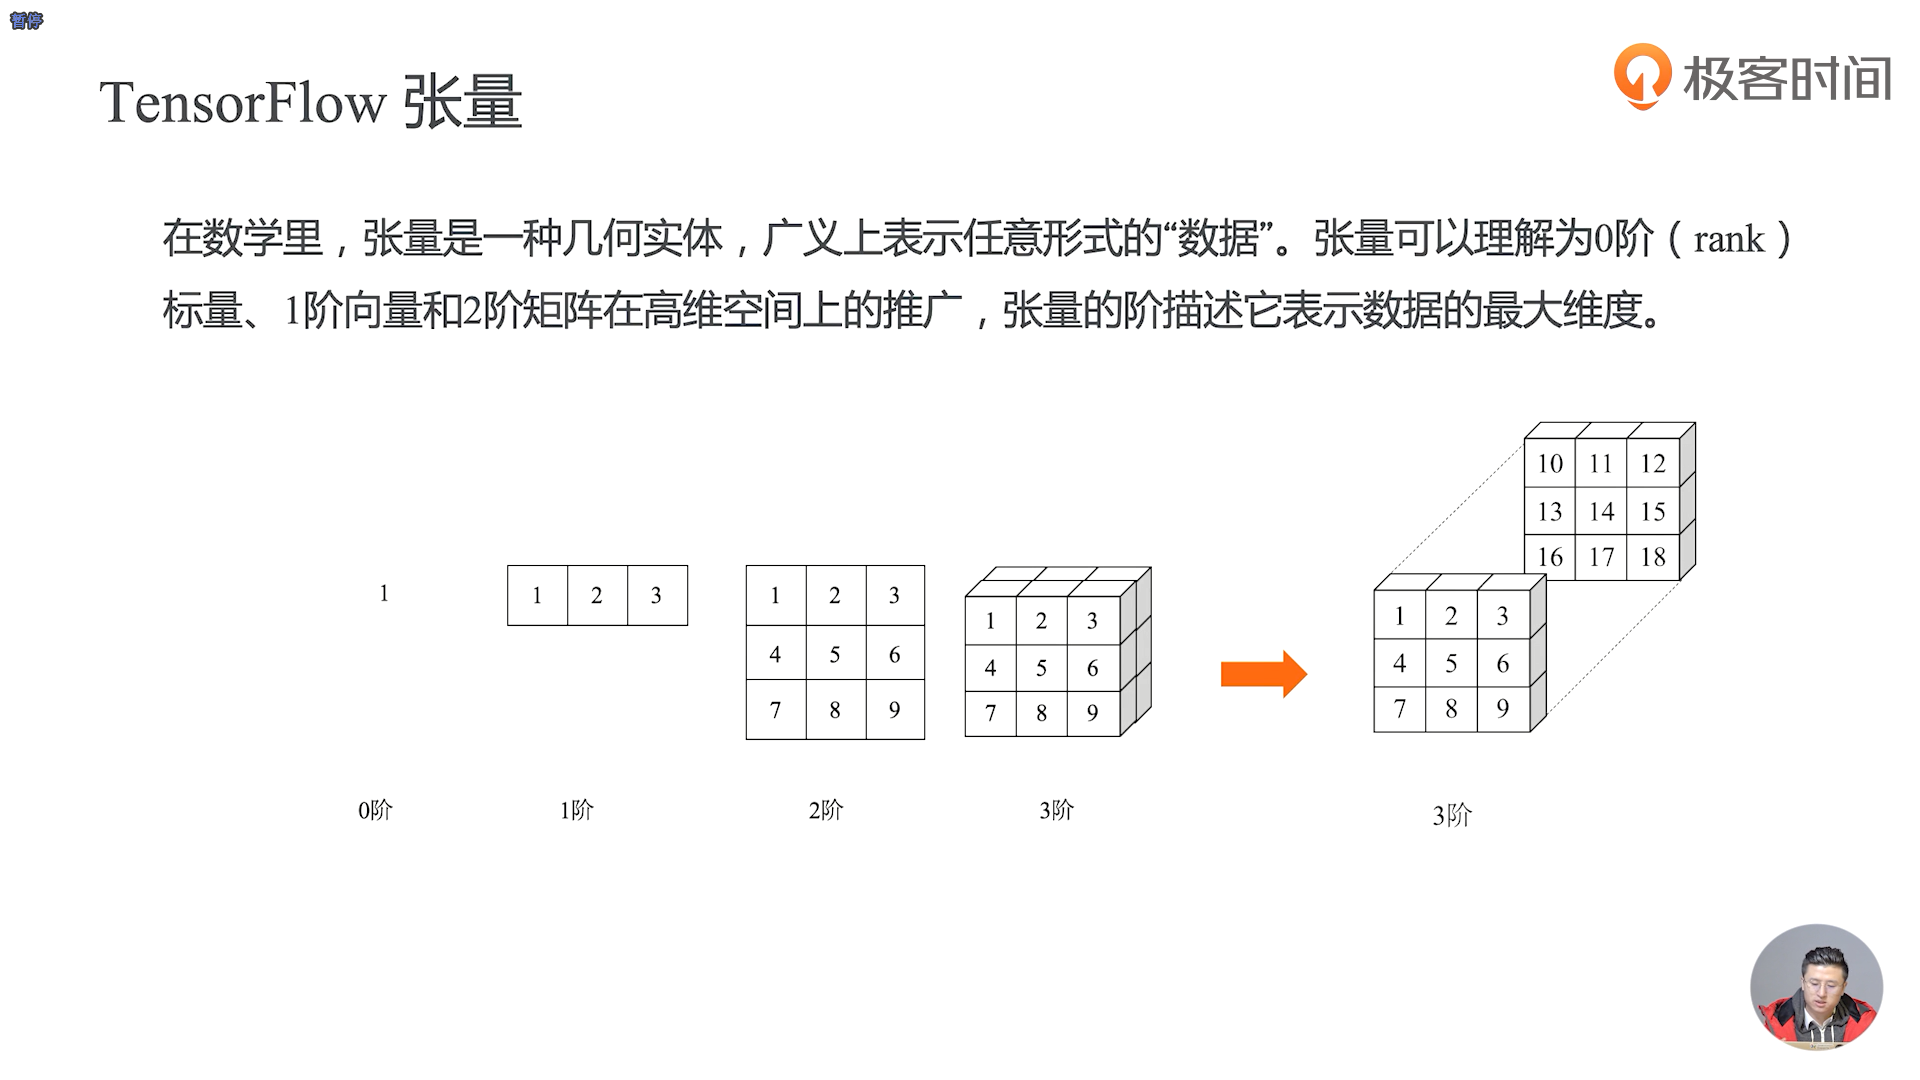 暂停
极客时间
TensorFlow 张量
在数学里，张量是一种几何实体，广义上表示任意形式的“数据”。张量可以理解为0阶（rank）
标量、1阶向量和2阶矩阵在高维空间上的推广，张量的阶描述它表示数据的最大维度。
1
1 2 3
1 2 3
4 5 6
7 8 9
1 2 3
4 5 6
7 8 9
10 11 12
13 14 15
16 17 18
1 2 3
4 5 6
7 8 9
0阶
1阶
2阶
3阶
3阶